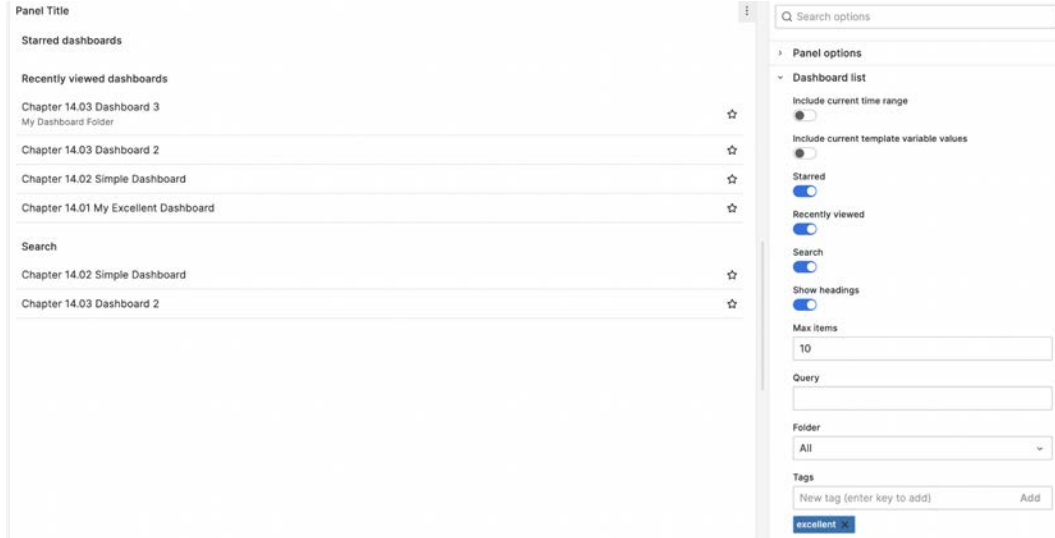 Panel Title
Starred dashboards
Recently viewed dashboards
Chapter 14.03 Dashboard 3
My Dashboard Folder
Chapter 14.03 Dashboard 2
Chapter 14.02 Simple Dashboard
Chapter 14.01 My Excellent Dashboard
Search
Chapter 14.02 Simple Dashboard
Chapter 14.03 Dashboard 2
Search options
Panel options
Dashboard list
Include current time range
Include current template variable values
Starred
Recently viewed
Search
Show headings
Max items
10
Query
Folder
All
Tags
New tag (enter key to add) Add
excellent